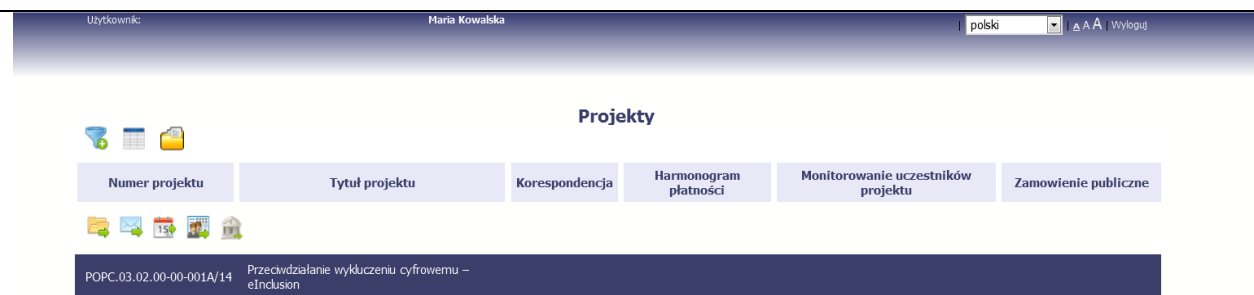 Użytkownik: Maria Kowalska | polski | A A A | Wyloguj
Projekty
Numer projektu Tytuł projektu Korespondencja Harmonogram płatności Monitorowanie uczestników projektu Zamowienie publiczne
15
POPC.03.02.00-00-001A/14 Przeciwdziałanie wykluczeniu cyfrowemu –
eInclusion